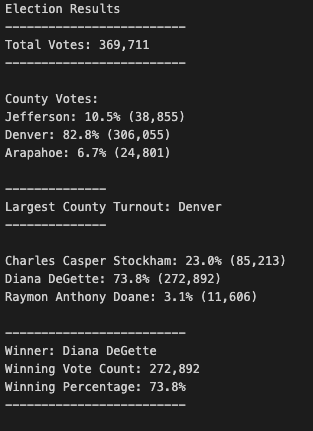 Election Results
-------------------------
Total Votes: 369,711
-------------------------
County Votes:
Jefferson: 10.5% (38,855)
Denver: 82.8% (306,055)
Arapahoe: 6.7% (24,801)
--------------
Largest County Turnout: Denver
--------------
Charles Casper Stockham: 23.0% (85,213)
Diana DeGette: 73.8% (272,892)
Raymon Anthony Doane: 3.1% (11,606)
-------------------------
Winner: Diana DeGette
Winning Vote Count: 272,892
Winning Percentage: 73.8%
-------------------------